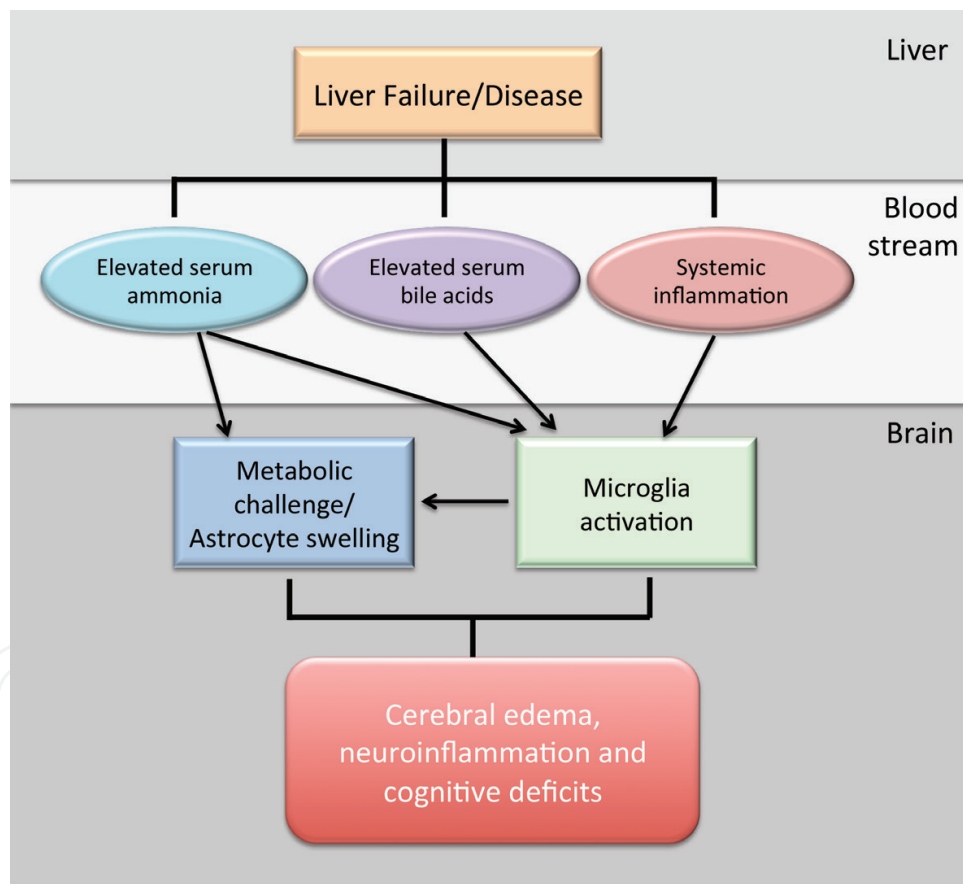 Liver
Liver Failure/Disease
Blood
stream
Elevated serum
ammonia
Elevated serum
bile acids
Systemic
inflammation
Brain
Metabolic
challenge/
Astrocyte swelling
Microglia
activation
Cerebral edema,
neuroinflammation and
cognitive deficits